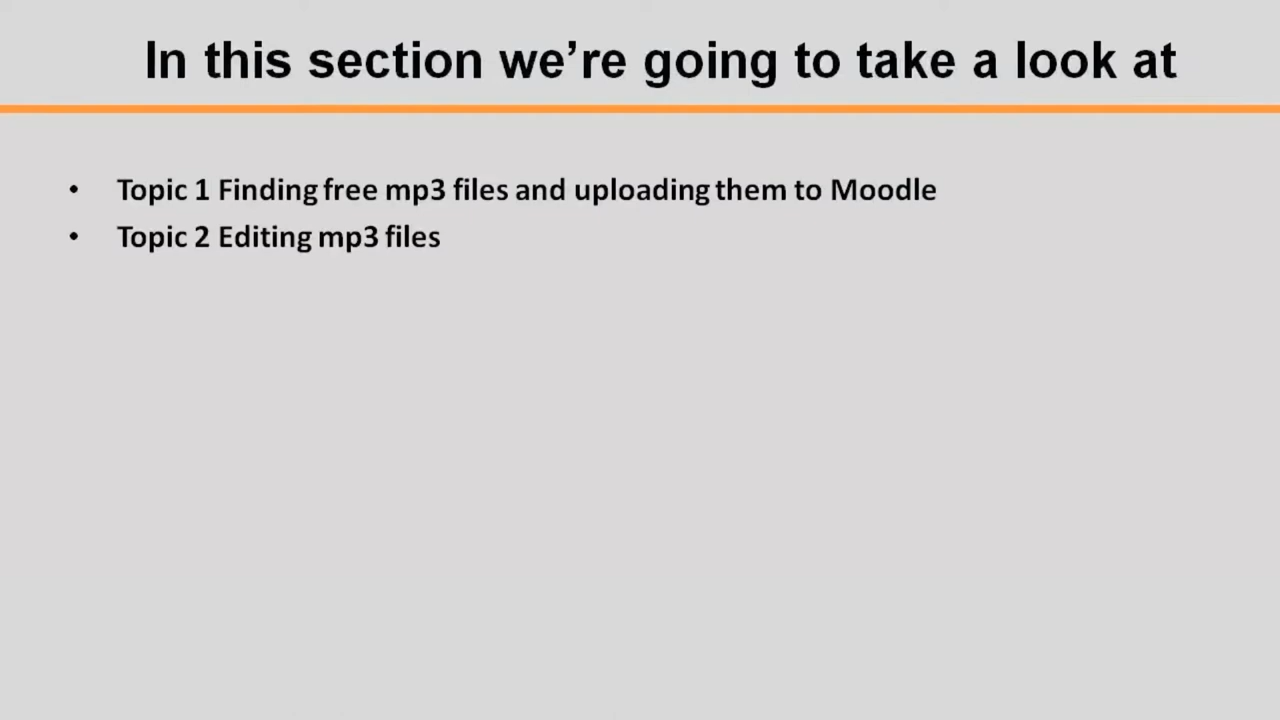 In this section we’re going to take a look at
• Topic 1 Finding free mp3 files and uploading them to Moodle
• Topic 2 Editing mp3 files